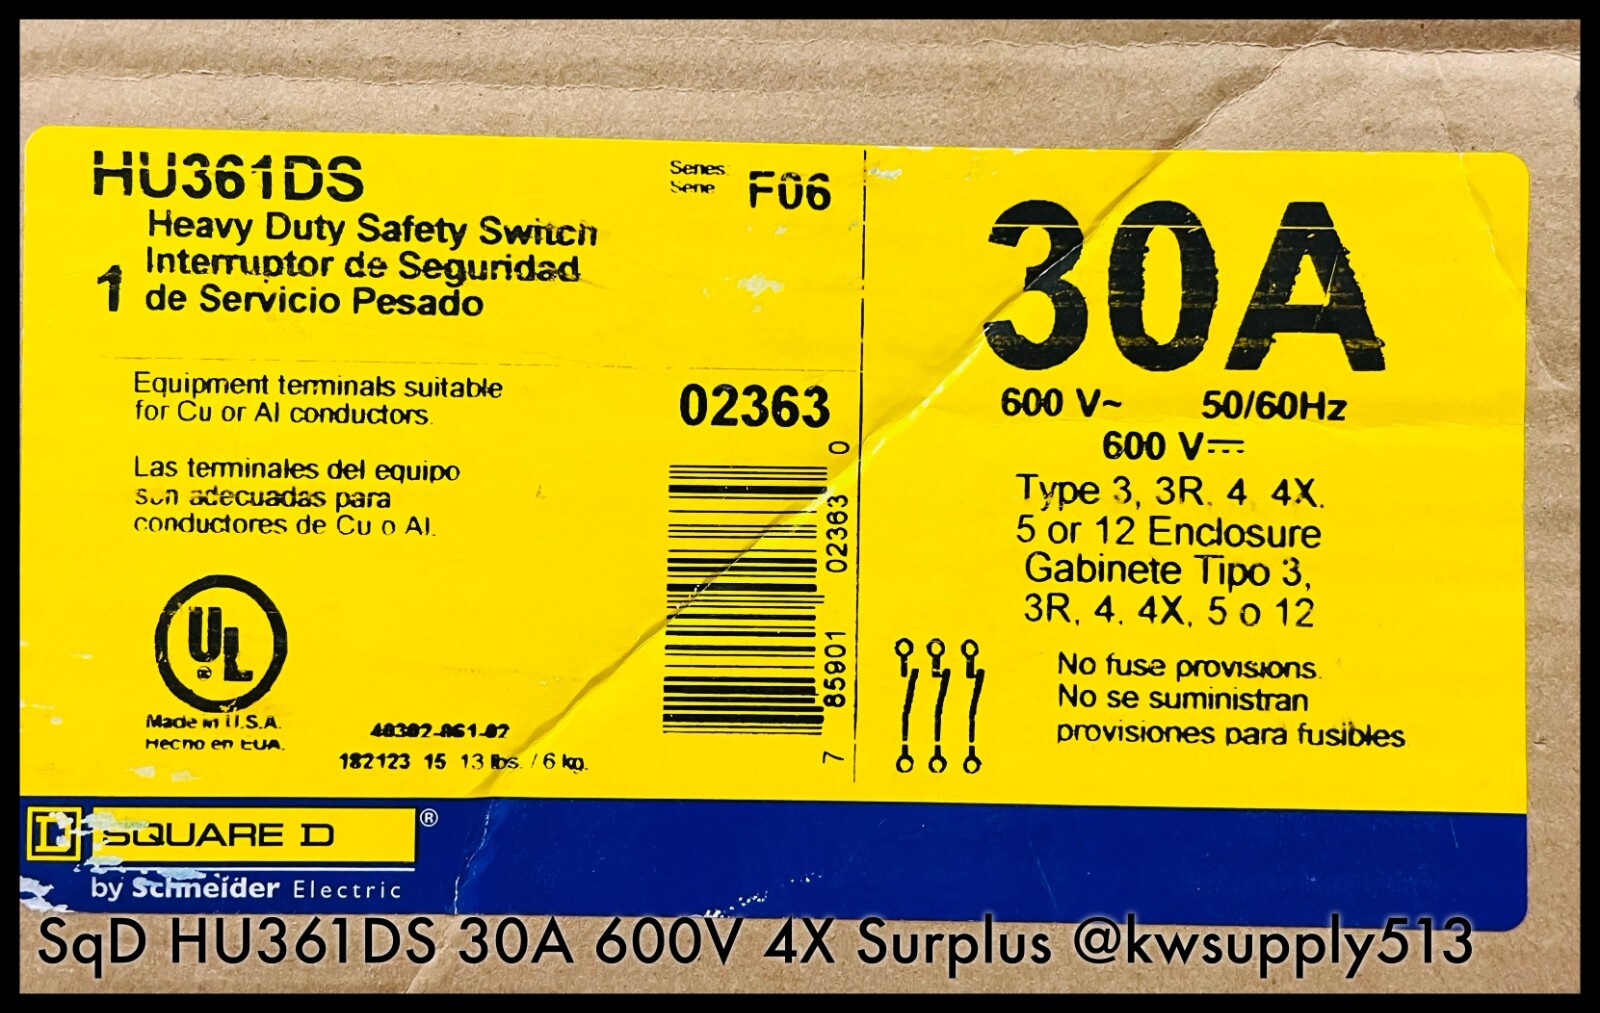 HU361DS
Heavy Duty Safety Switch
Interruptor de Seguridad
1 de Servicio Pesado
Series
Serie
F06
Equipment terminals suitable
for Cu or Al conductors.
Las terminales del equipo
son adecuadas para
conductores de Cu o Al.
02363
7 85901 02363 0
UL
Made in U.S.A.
Hecho en EUA.
40302-861-02
182123 15 13 lbs. / 6 kg.
30A
600 V~ 50/60Hz
600 V⎓
Type 3, 3R, 4, 4X,
5 or 12 Enclosure
Gabinete Tipo 3,
3R, 4, 4X, 5 o 12
No fuse provisions.
No se suministran
provisiones para fusibles
D SQUARE D ®
by Schneider Electric
SqD HU361DS 30A 600V 4X Surplus @kwsupply513